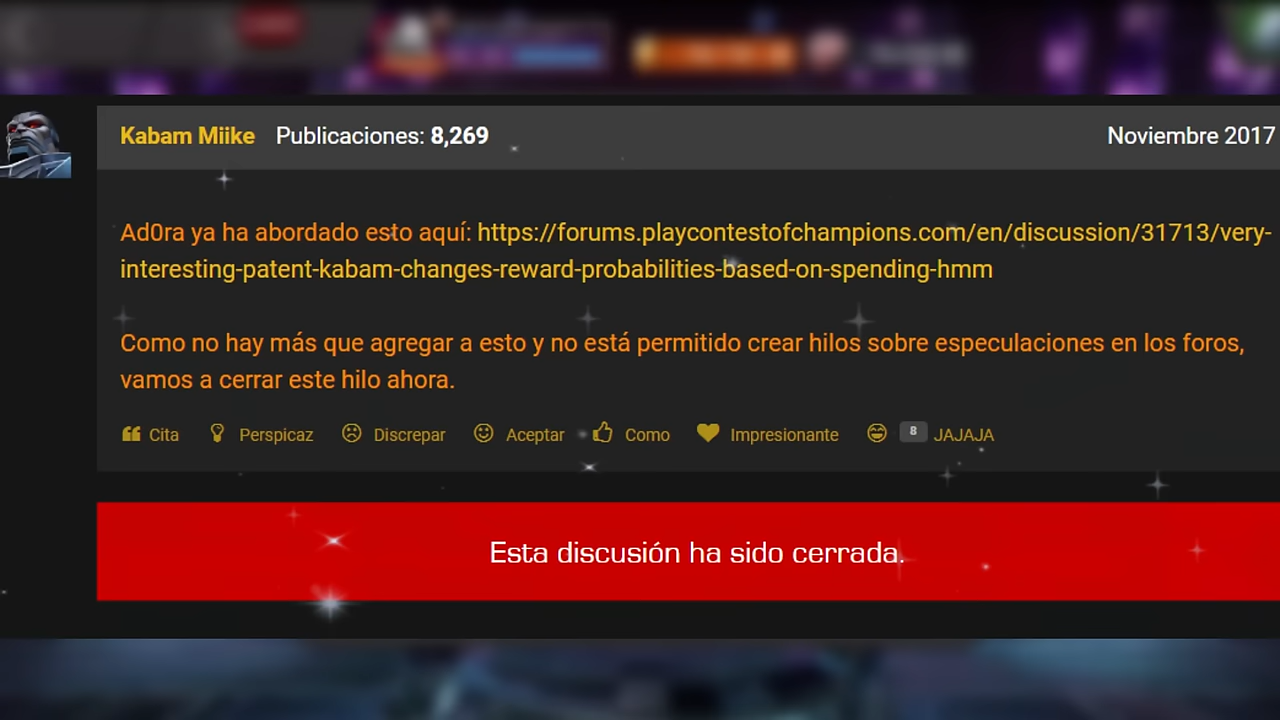 Kabam Miike Publicaciones: 8,269 Noviembre 2017
Ad0ra ya ha abordado esto aquí: https://forums.playcontestofchampions.com/en/discussion/31713/very-
interesting-patent-kabam-changes-reward-probabilities-based-on-spending-hmm
Como no hay más que agregar a esto y no está permitido crear hilos sobre especulaciones en los foros,
vamos a cerrar este hilo ahora.
Cita Perspicaz Discrepar Aceptar Como Impresionante 8 JAJAJA
Esta discusión ha sido cerrada.